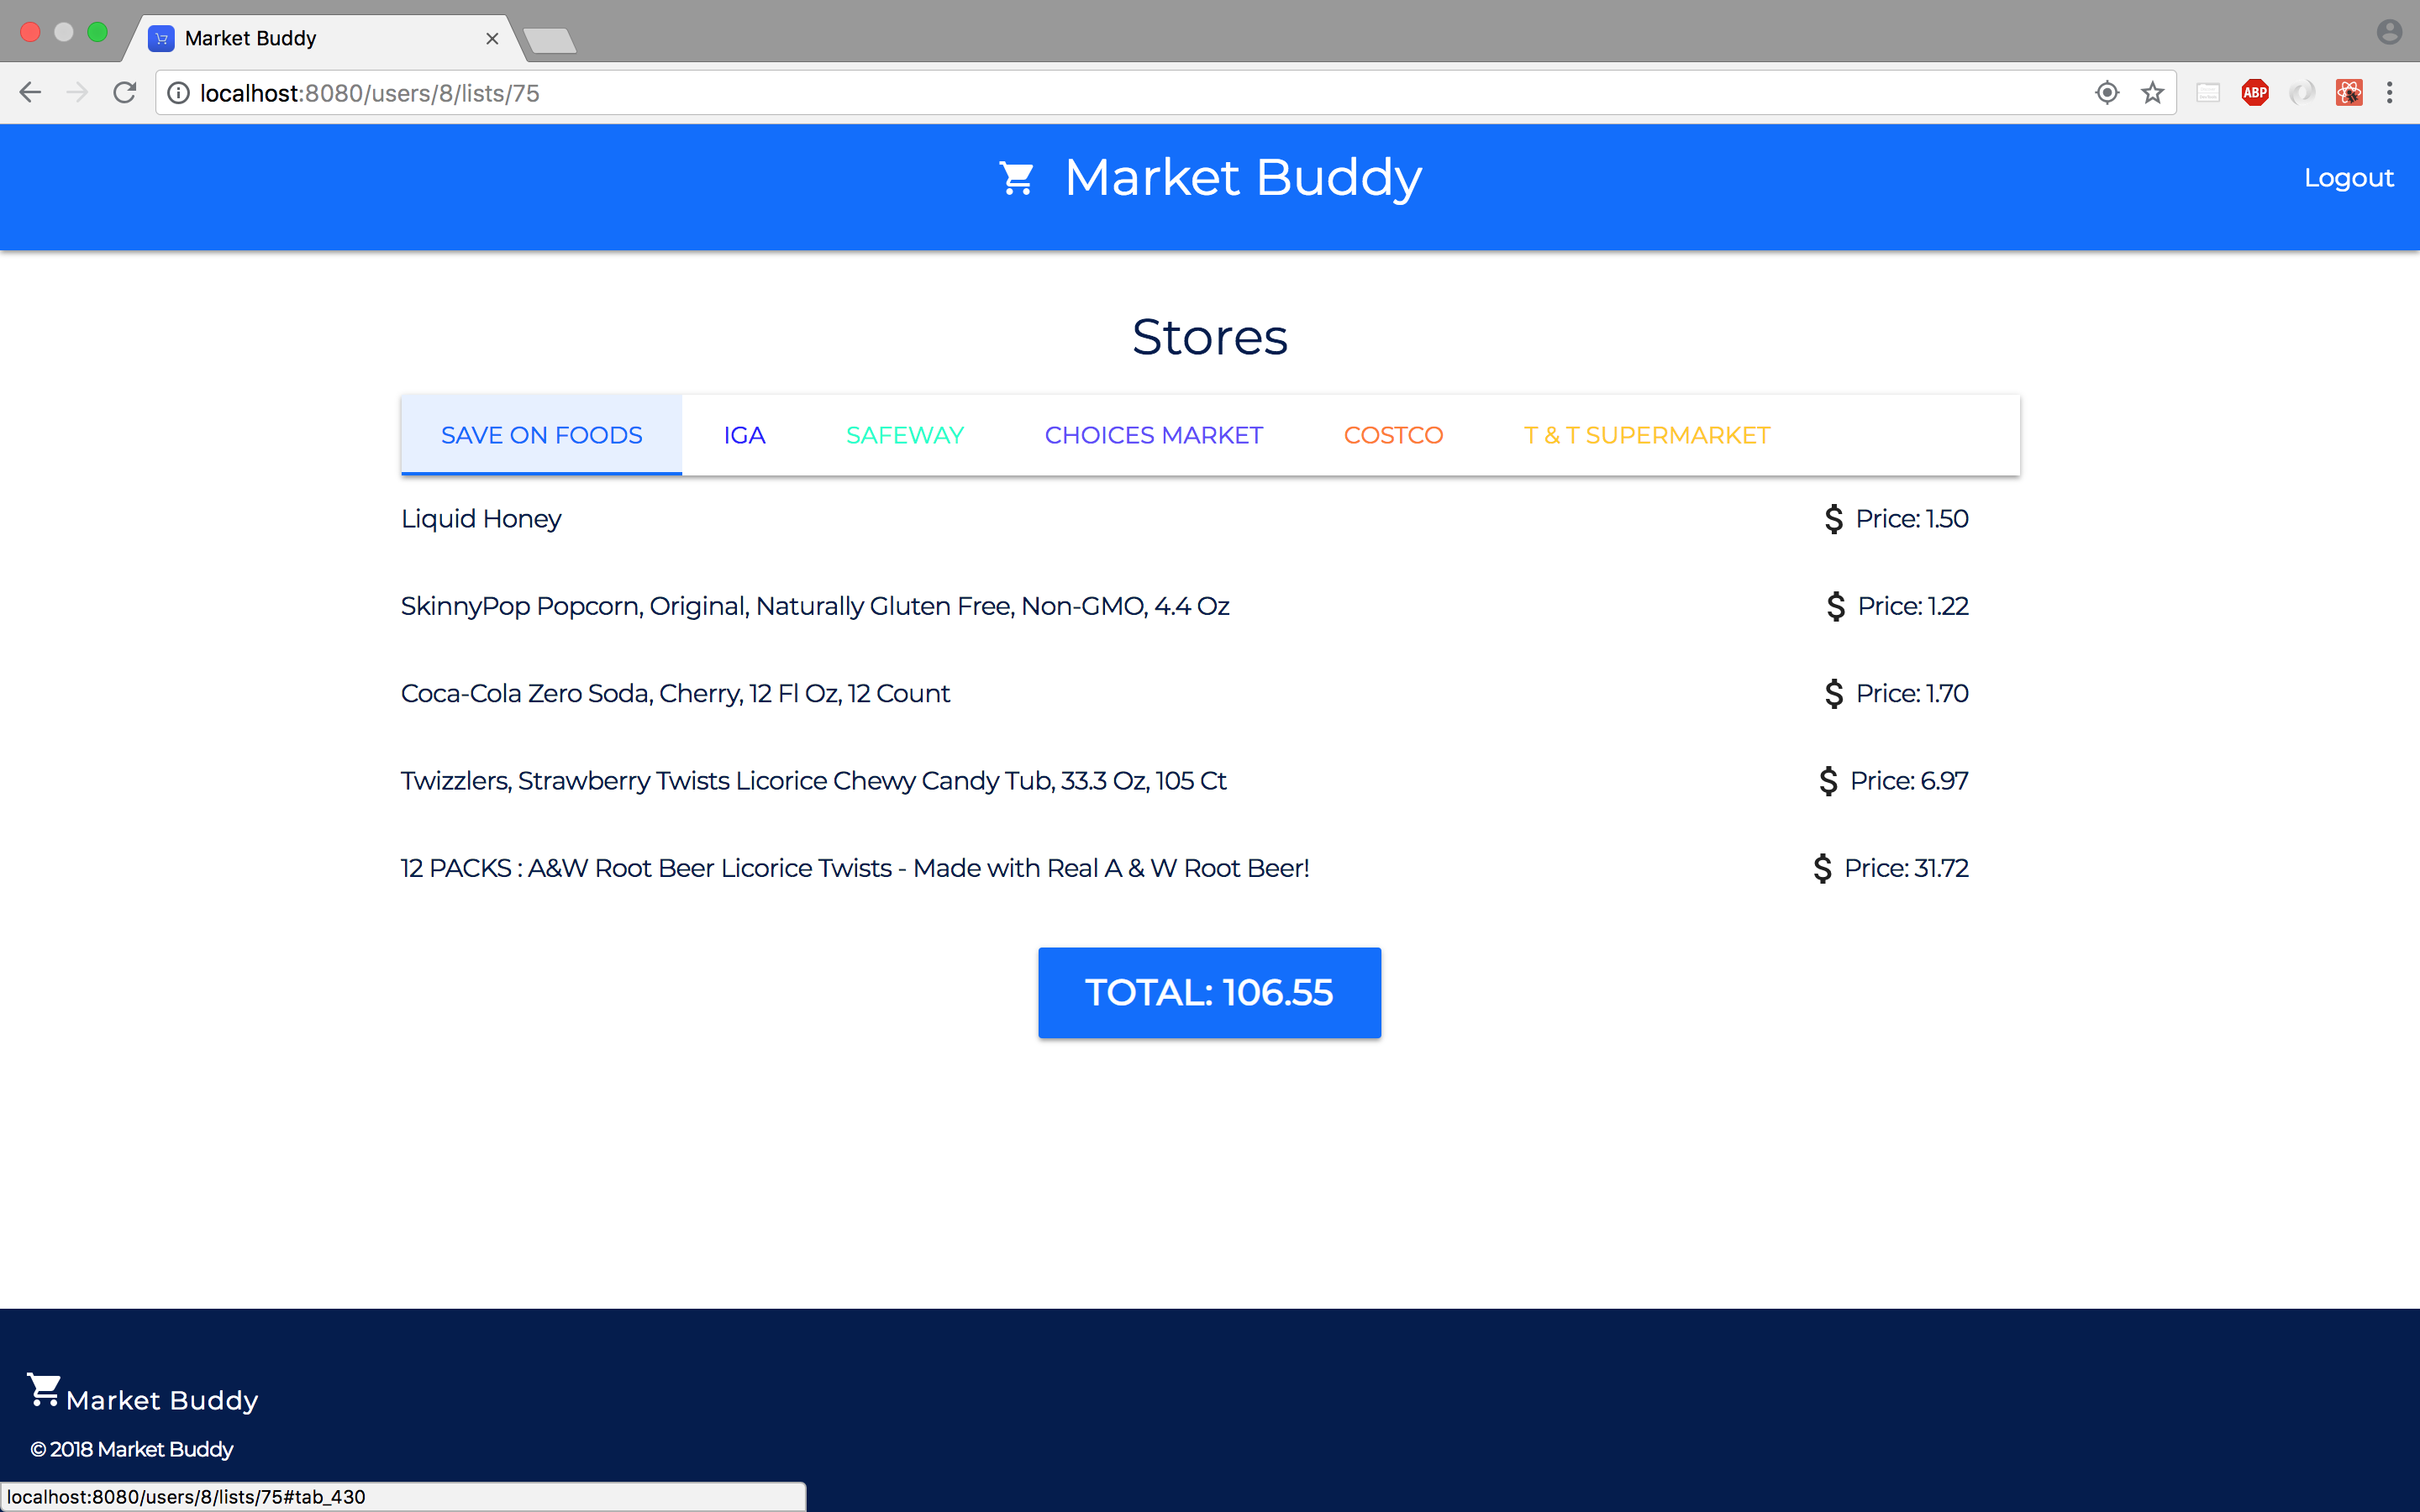 Market Buddy
localhost:8080/users/8/lists/75
ABP
Market Buddy
Logout
Stores
SAVE ON FOODS IGA SAFEWAY CHOICES MARKET COSTCO T & T SUPERMARKET
Liquid Honey $ Price: 1.50
SkinnyPop Popcorn, Original, Naturally Gluten Free, Non-GMO, 4.4 Oz $ Price: 1.22
Coca-Cola Zero Soda, Cherry, 12 Fl Oz, 12 Count $ Price: 1.70
Twizzlers, Strawberry Twists Licorice Chewy Candy Tub, 33.3 Oz, 105 Ct $ Price: 6.97
12 PACKS : A&W Root Beer Licorice Twists - Made with Real A & W Root Beer! $ Price: 31.72
TOTAL: 106.55
Market Buddy
© 2018 Market Buddy
localhost:8080/users/8/lists/75#tab_430